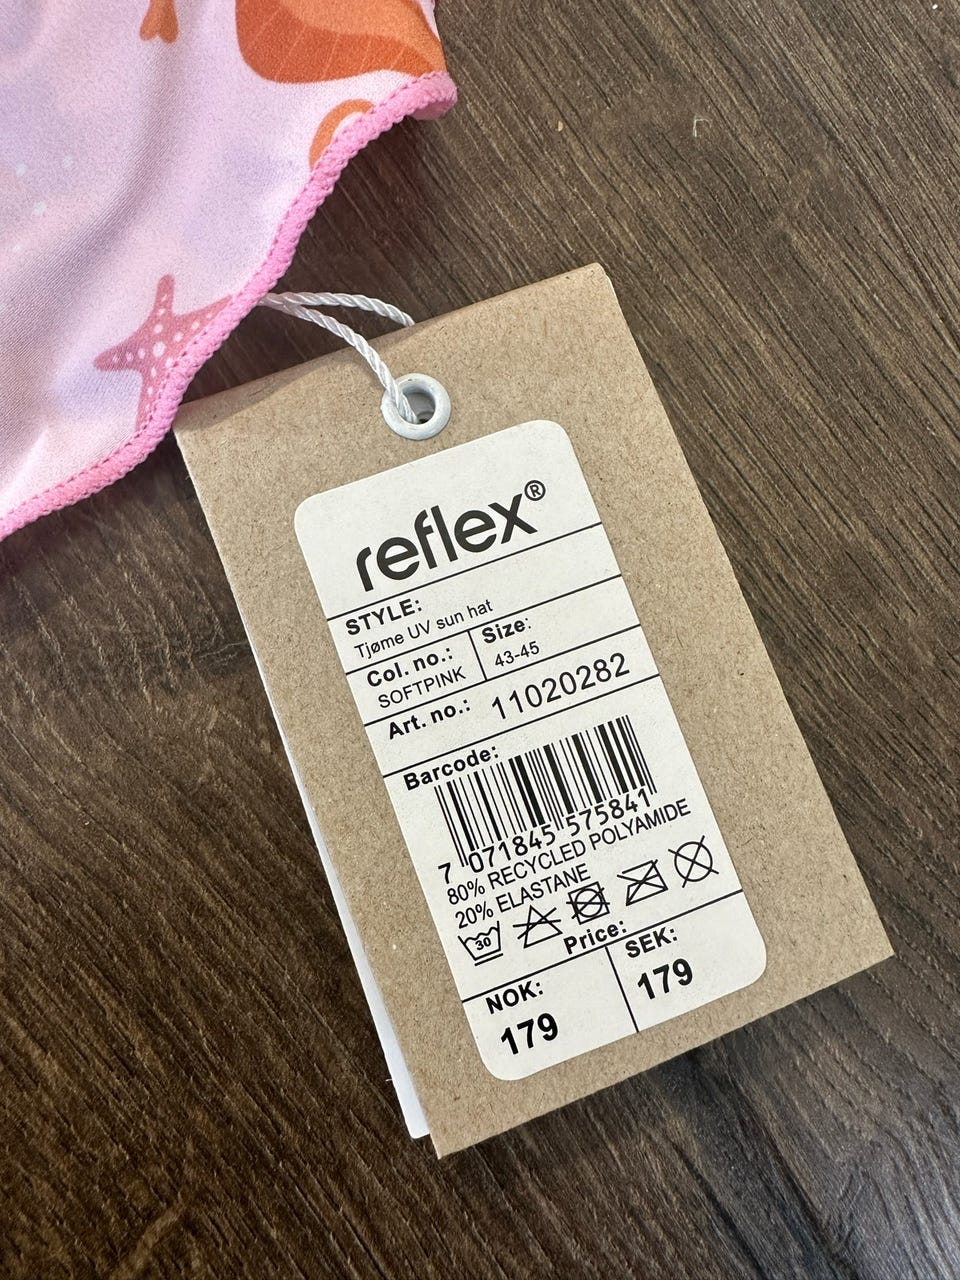 reflex®
STYLE:
Tjøme UV sun hat
Col. no.:
SOFTPINK
Size:
43-45
Art. no.: 11020282
Barcode:
7 071845 575841
80% RECYCLED POLYAMIDE
20% ELASTANE
30
Price:
NOK:
179
SEK:
179